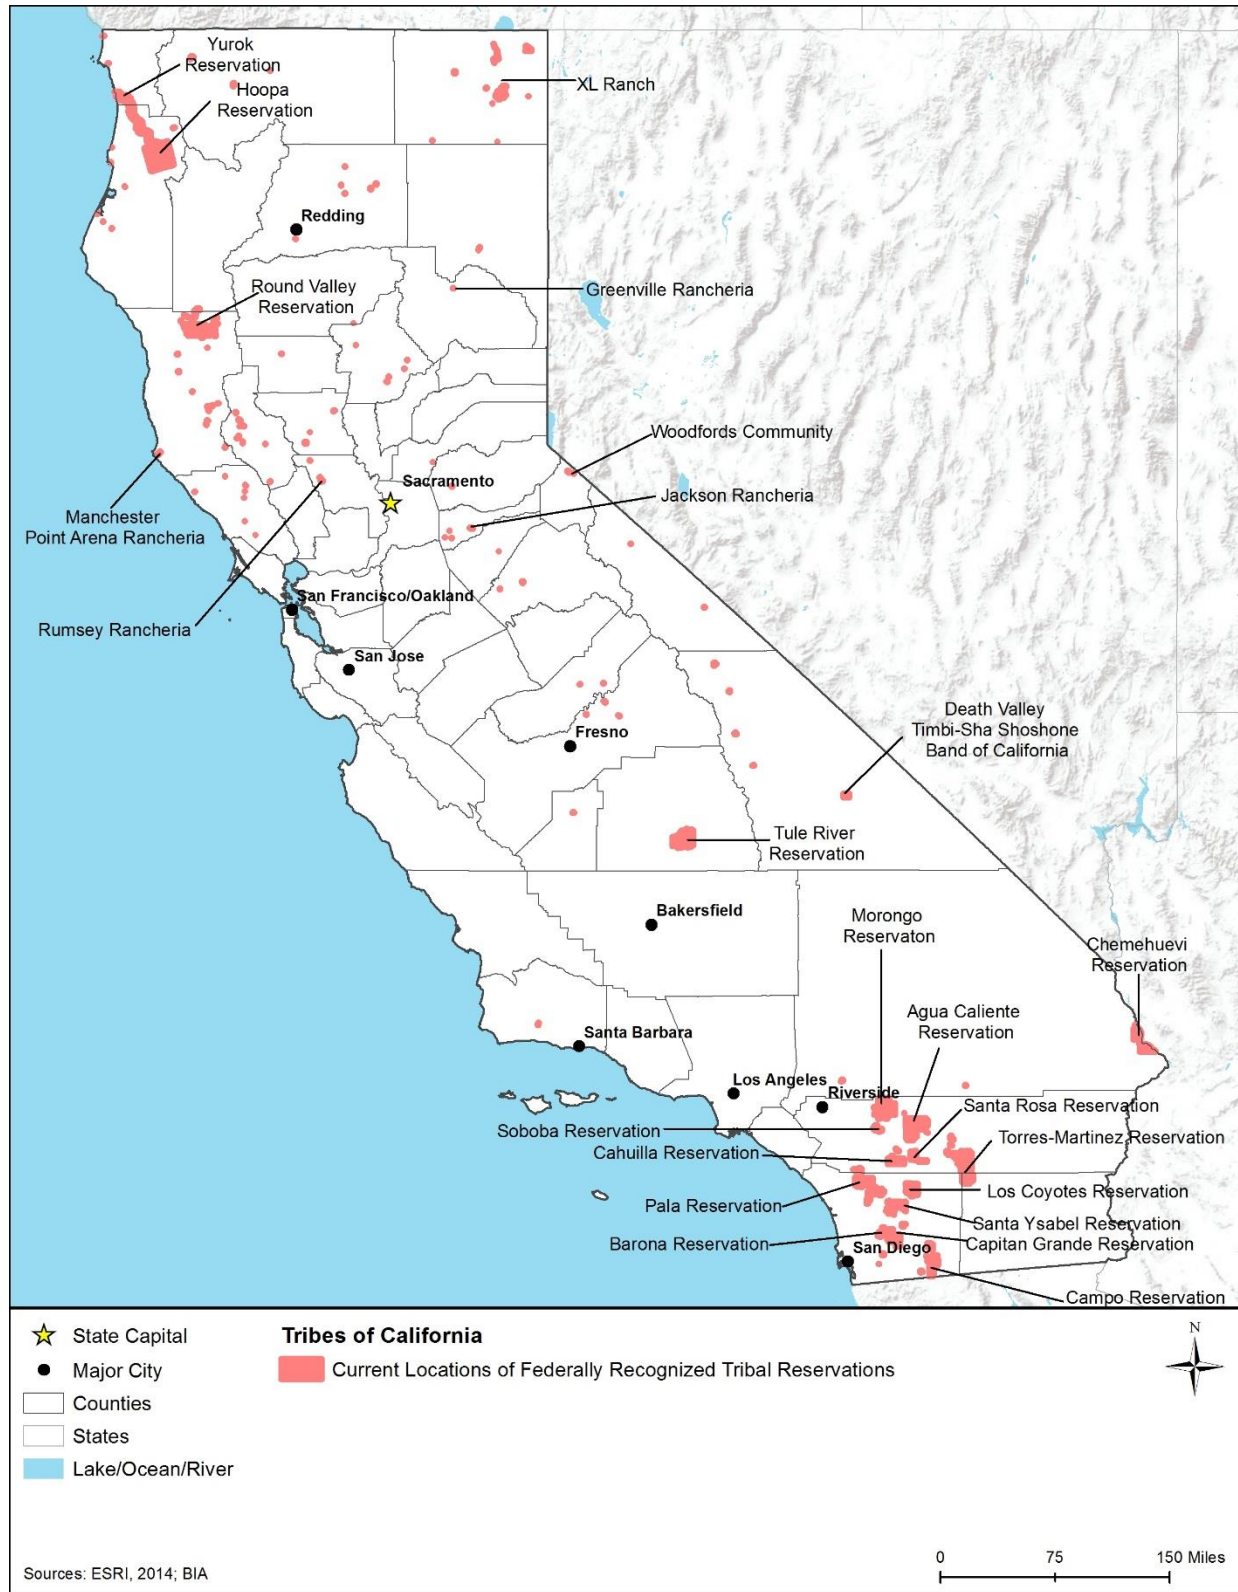 Yurok
Reservation
Hoopa
Reservation
XL Ranch
Redding
Round Valley
Reservation
Greenville Rancheria
Woodfords Community
Sacramento
Jackson Rancheria
Manchester
Point Arena Rancheria
San Francisco/Oakland
Rumsey Rancheria
San Jose
Death Valley
Timbi-Sha Shoshone
Band of California
Fresno
Tule River
Reservation
Bakersfield
Morongo
Reservaton
Chemehuevi
Reservation
Agua Caliente
Reservation
Santa Barbara
Los Angeles
Riverside
Santa Rosa Reservation
Soboba Reservation
Torres-Martinez Reservation
Cahuilla Reservation
Los Coyotes Reservation
Pala Reservation
Santa Ysabel Reservation
Barona Reservation
Capitan Grande Reservation
San Diego
Campo Reservation
State Capital
Major City
Counties
States
Lake/Ocean/River
Tribes of California
Current Locations of Federally Recognized Tribal Reservations
N
Sources: ESRI, 2014; BIA
0 75 150 Miles